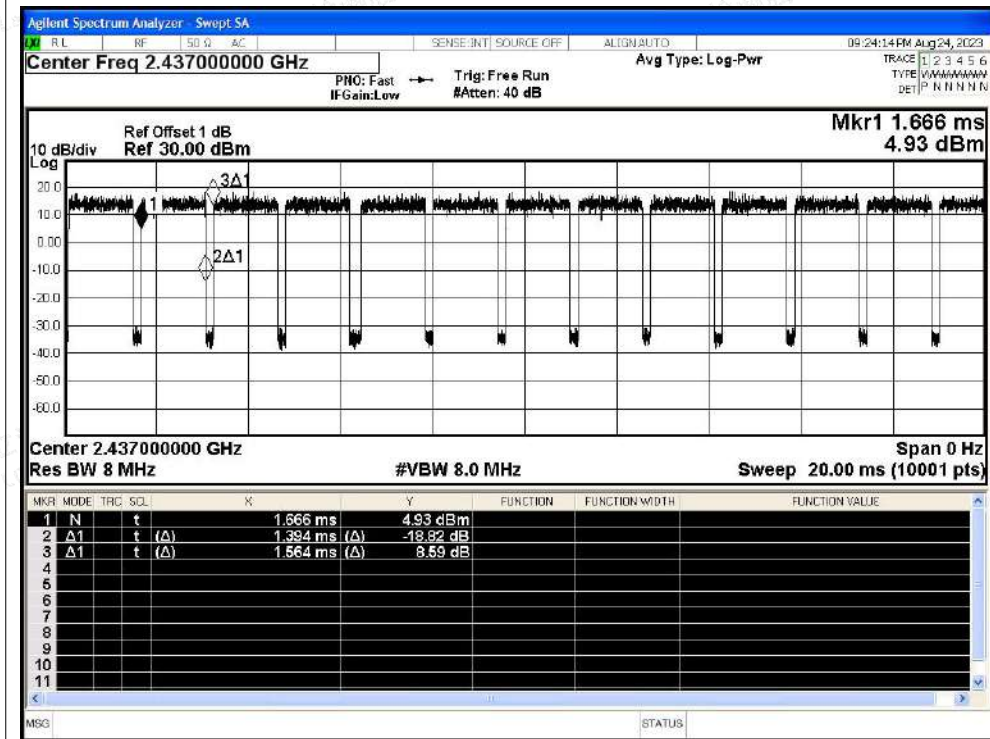 Agilent Spectrum Analyzer - Swept SA
LXI RL RF 50 Ω AC SENSE:INT SOURCE OFF ALIGN AUTO 09:24:14 PM Aug 24, 2023
Center Freq 2.437000000 GHz Avg Type: Log-Pwr TRACE 1 2 3 4 5 6
PNO: Fast Trig: Free Run TYPE
IFGain:Low #Atten: 40 dB DET P N N N N N
Mkr1 1.666 ms
Ref Offset 1 dB
10 dB/div Ref 30.00 dBm 4.93 dBm
Log
3Δ1
20.0
1
10.0
0.00
2Δ1
-10.0
-20.0
-30.0
-40.0
-50.0
-60.0
Center 2.437000000 GHz Span 0 Hz
Res BW 8 MHz #VBW 8.0 MHz Sweep 20.00 ms (10001 pts)
MKR MODE TRC SCL X Y FUNCTION FUNCTION WIDTH FUNCTION VALUE
1 N t 1.666 ms 4.93 dBm
2 Δ1 t (Δ) 1.394 ms (Δ) -18.82 dB
3 Δ1 t (Δ) 1.564 ms (Δ) 8.59 dB
4
5
6
7
8
9
10
11
MSG STATUS